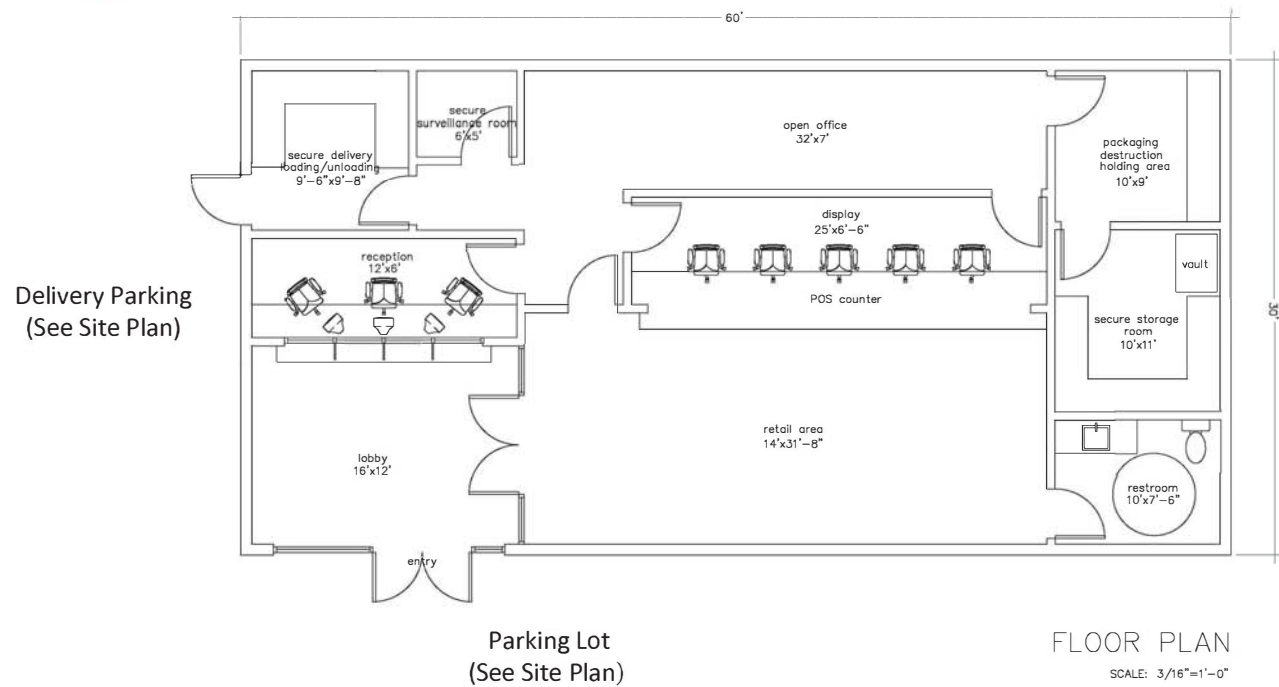 60'
secure
surveillance room
6'x5'
open office
32'x7'
secure delivery
loading/unloading
9'-6"x9'-8"
packaging
destruction
holding area
10'x9'
display
25'x6'-6"
reception
12'x6'
vault
POS counter
Delivery Parking
(See Site Plan)
secure storage
room
10'x11'
30'
retail area
14'x31'-8"
lobby
16'x12'
restroom
10'x7'-6"
entry
Parking Lot
(See Site Plan)
FLOOR PLAN
SCALE: 3/16"=1'-0"